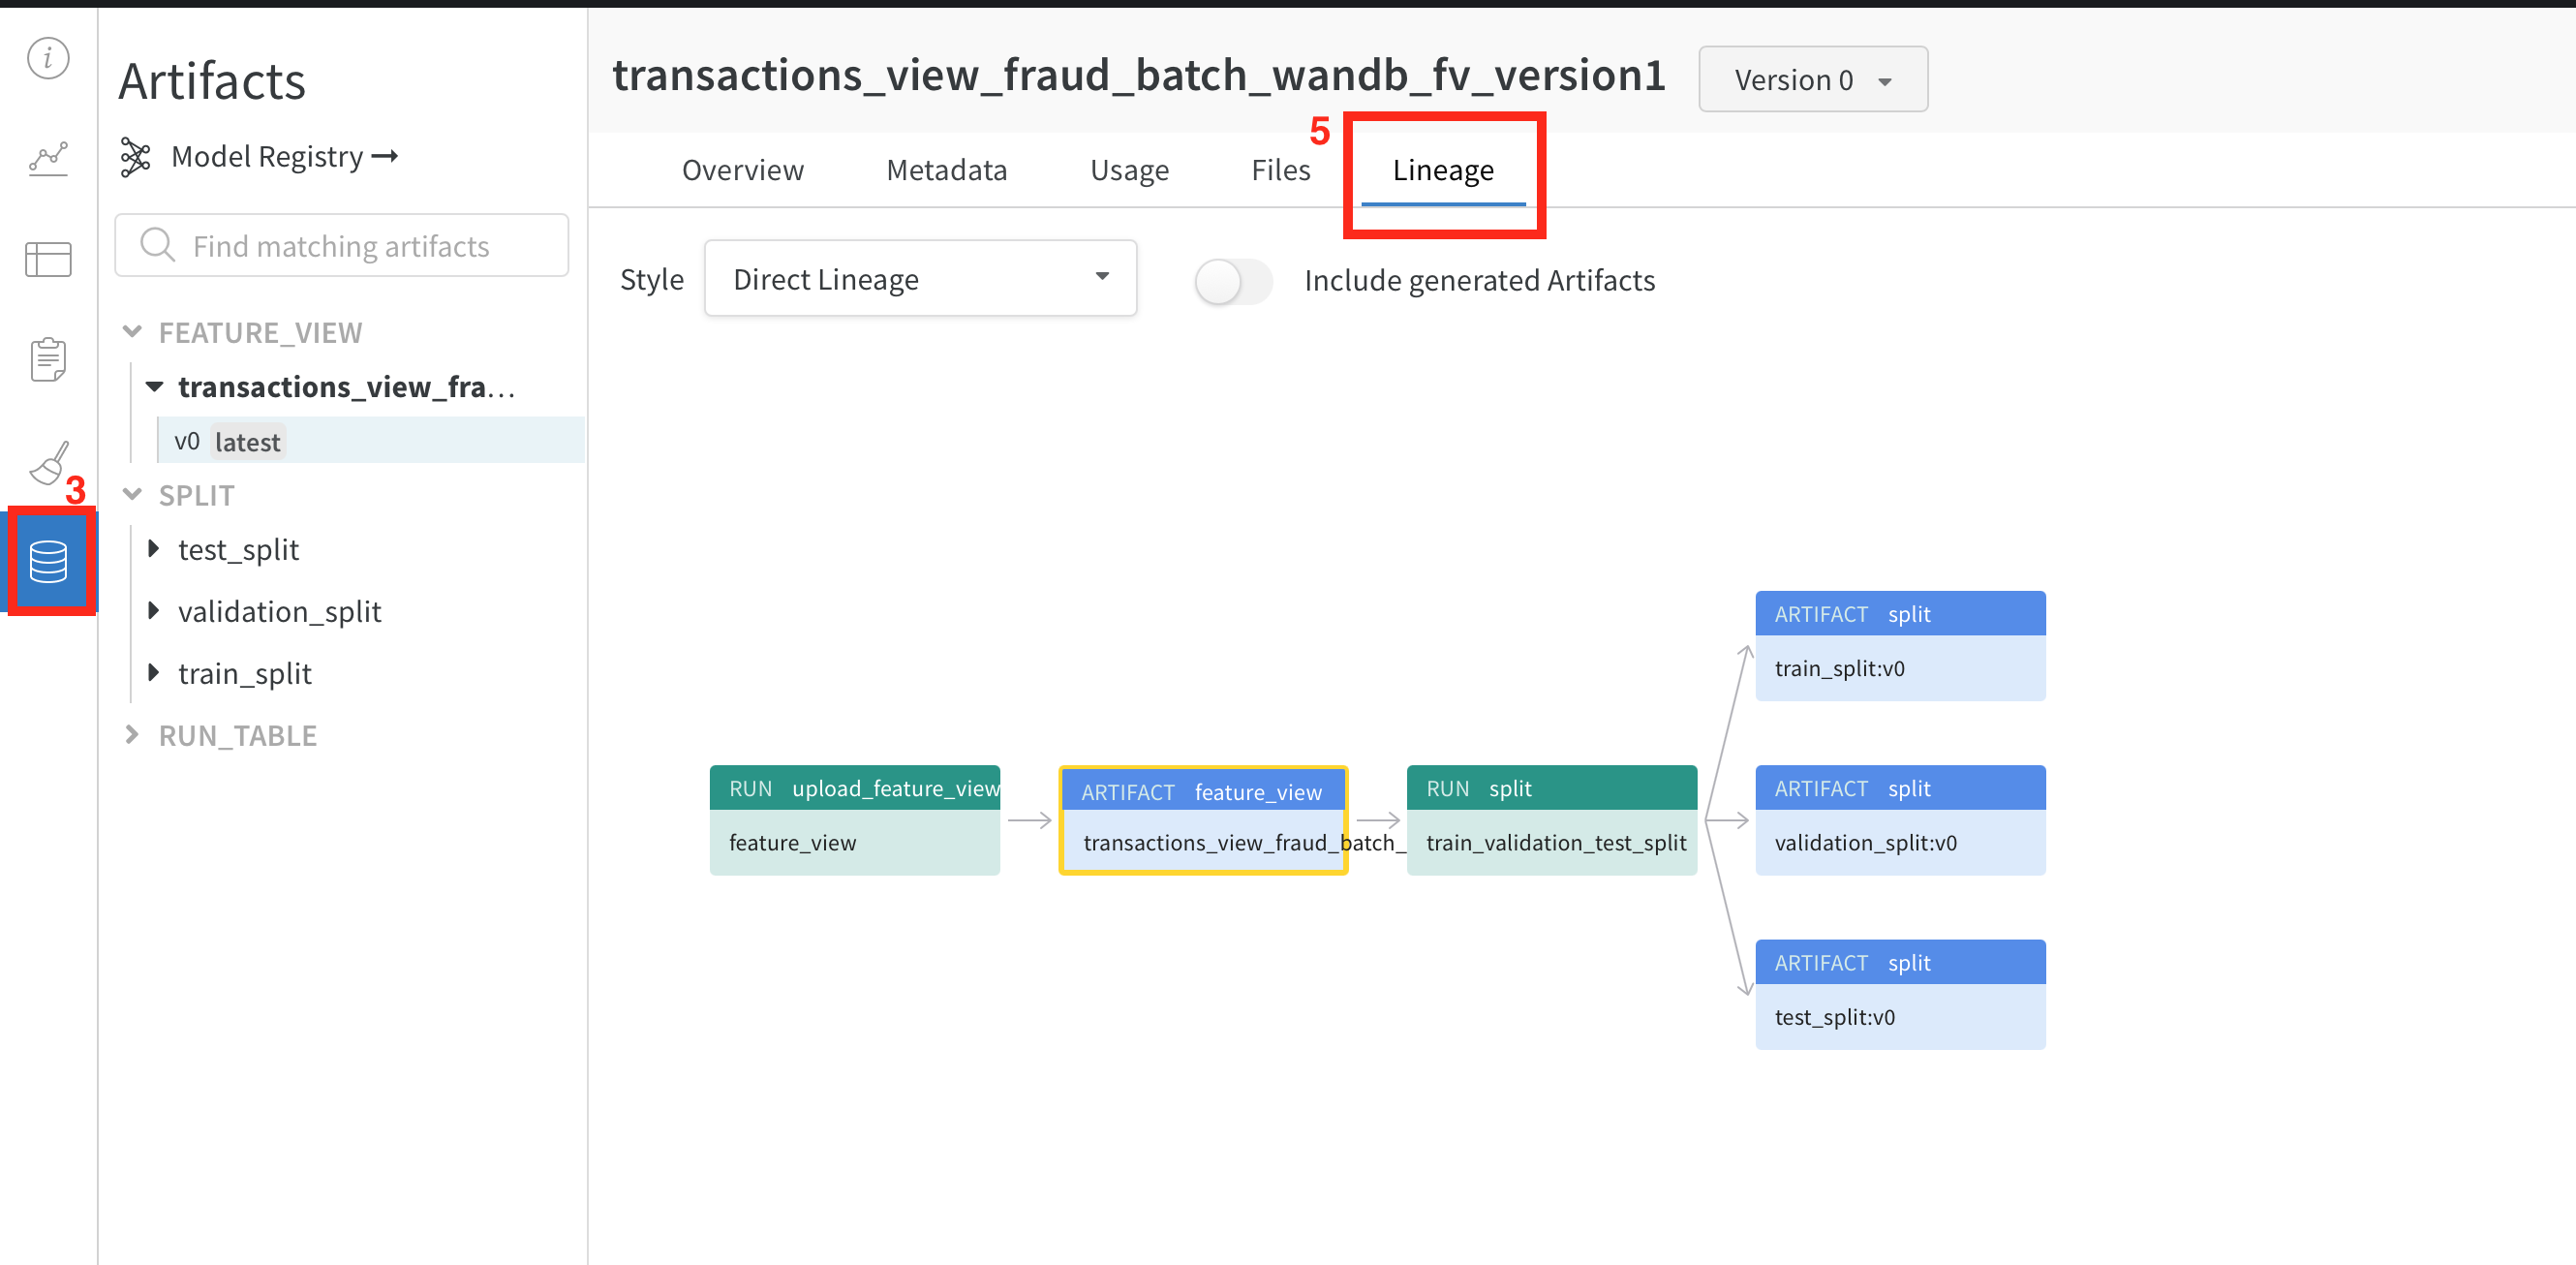 Artifacts
Model Registry →
Find matching artifacts
FEATURE_VIEW
transactions_view_fra...
v0 latest
3
SPLIT
test_split
validation_split
train_split
RUN_TABLE
transactions_view_fraud_batch_wandb_fv_version1
Version 0
5
Overview Metadata Usage Files Lineage
Style Direct Lineage Include generated Artifacts
RUN upload_feature_view
feature_view
ARTIFACT feature_view
transactions_view_fraud_batch_
RUN split
train_validation_test_split
ARTIFACT split
train_split:v0
ARTIFACT split
validation_split:v0
ARTIFACT split
test_split:v0